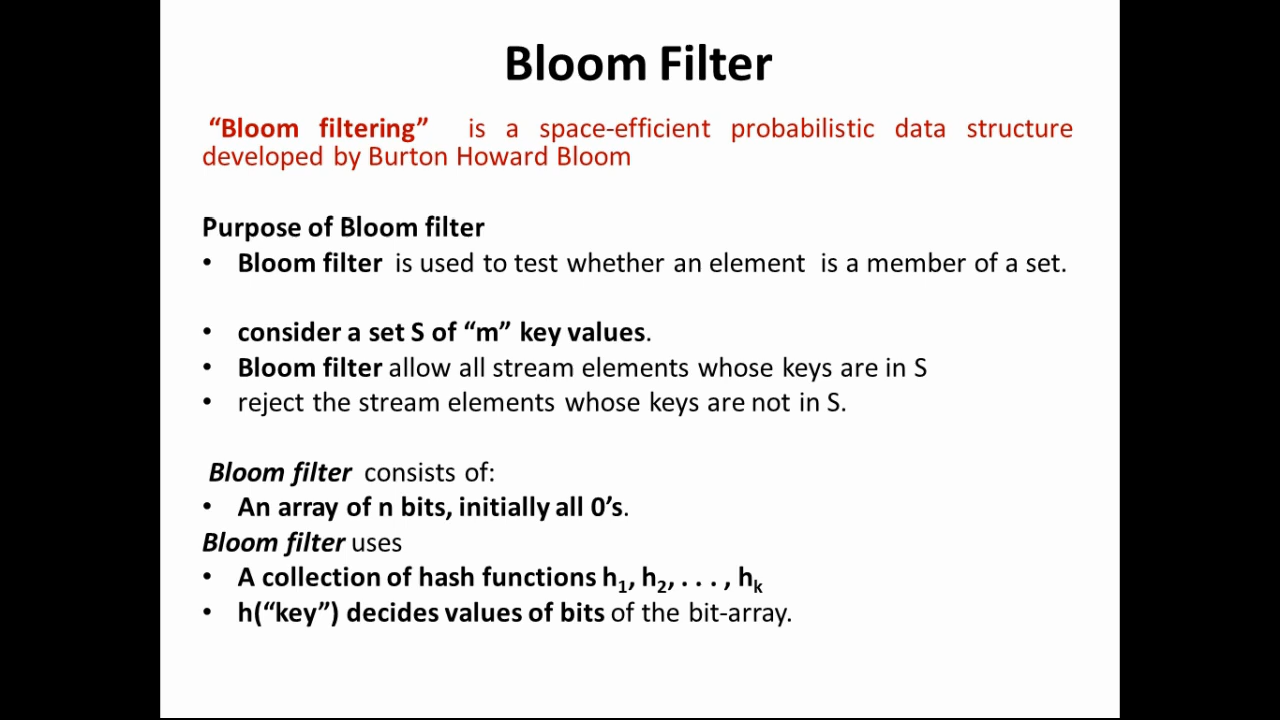 Bloom Filter
“Bloom filtering” is a space-efficient probabilistic data structure
developed by Burton Howard Bloom
Purpose of Bloom filter
• Bloom filter is used to test whether an element is a member of a set.
• consider a set S of “m” key values.
• Bloom filter allow all stream elements whose keys are in S
• reject the stream elements whose keys are not in S.
Bloom filter consists of:
• An array of n bits, initially all 0’s.
Bloom filter uses
• A collection of hash functions h₁, h₂, . . . , hₖ
• h(“key”) decides values of bits of the bit-array.